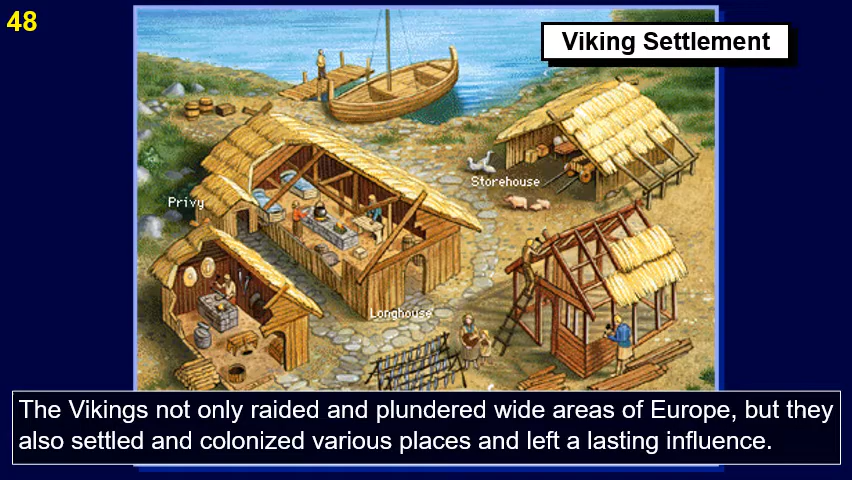 48
Viking Settlement
Storehouse
Privy
Longhouse
The Vikings not only raided and plundered wide areas of Europe, but they
also settled and colonized various places and left a lasting influence.